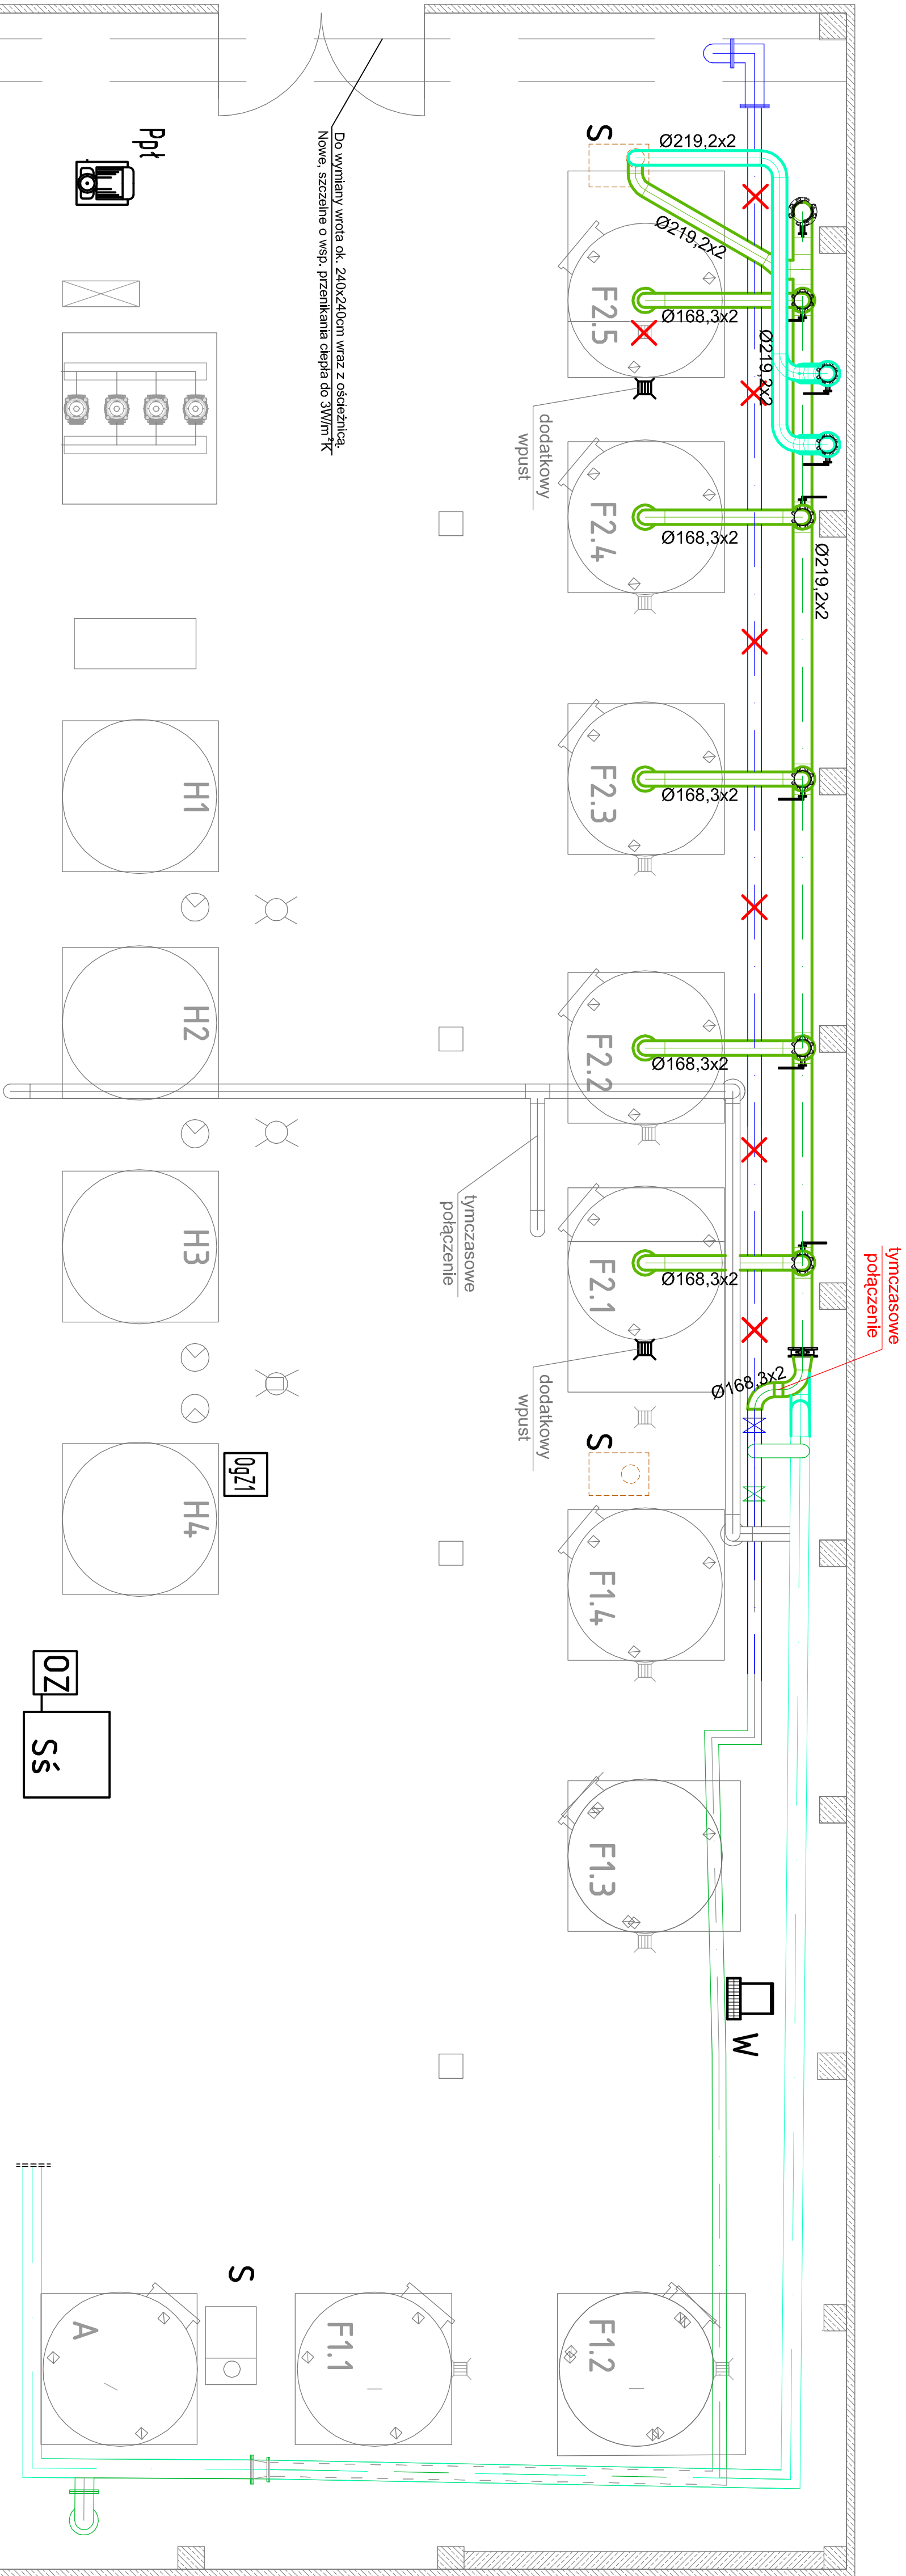 Ppł
Do wymiany wrota ok. 240x240cm wraz z ościeżnicą.
Nowe, szczelne o wsp. przenikania ciepła do 3W/m²K
S
Ø219,2x2
Ø219,2x2
Ø168,3x2
Ø219,2x2
F2.5
dodatkowy
wpust
F2.4
Ø168,3x2
Ø219,2x2
F2.3
Ø168,3x2
H1
H2
F2.2
Ø168,3x2
tymczasowe
połączenie
H3
F2.1
Ø168,3x2
tymczasowe
połączenie
Ø168,3x2
dodatkowy
wpust
S
OgZ1
H4
F1.4
OZ
Sś
F1.3
W
S
A
F1.1
F1.2